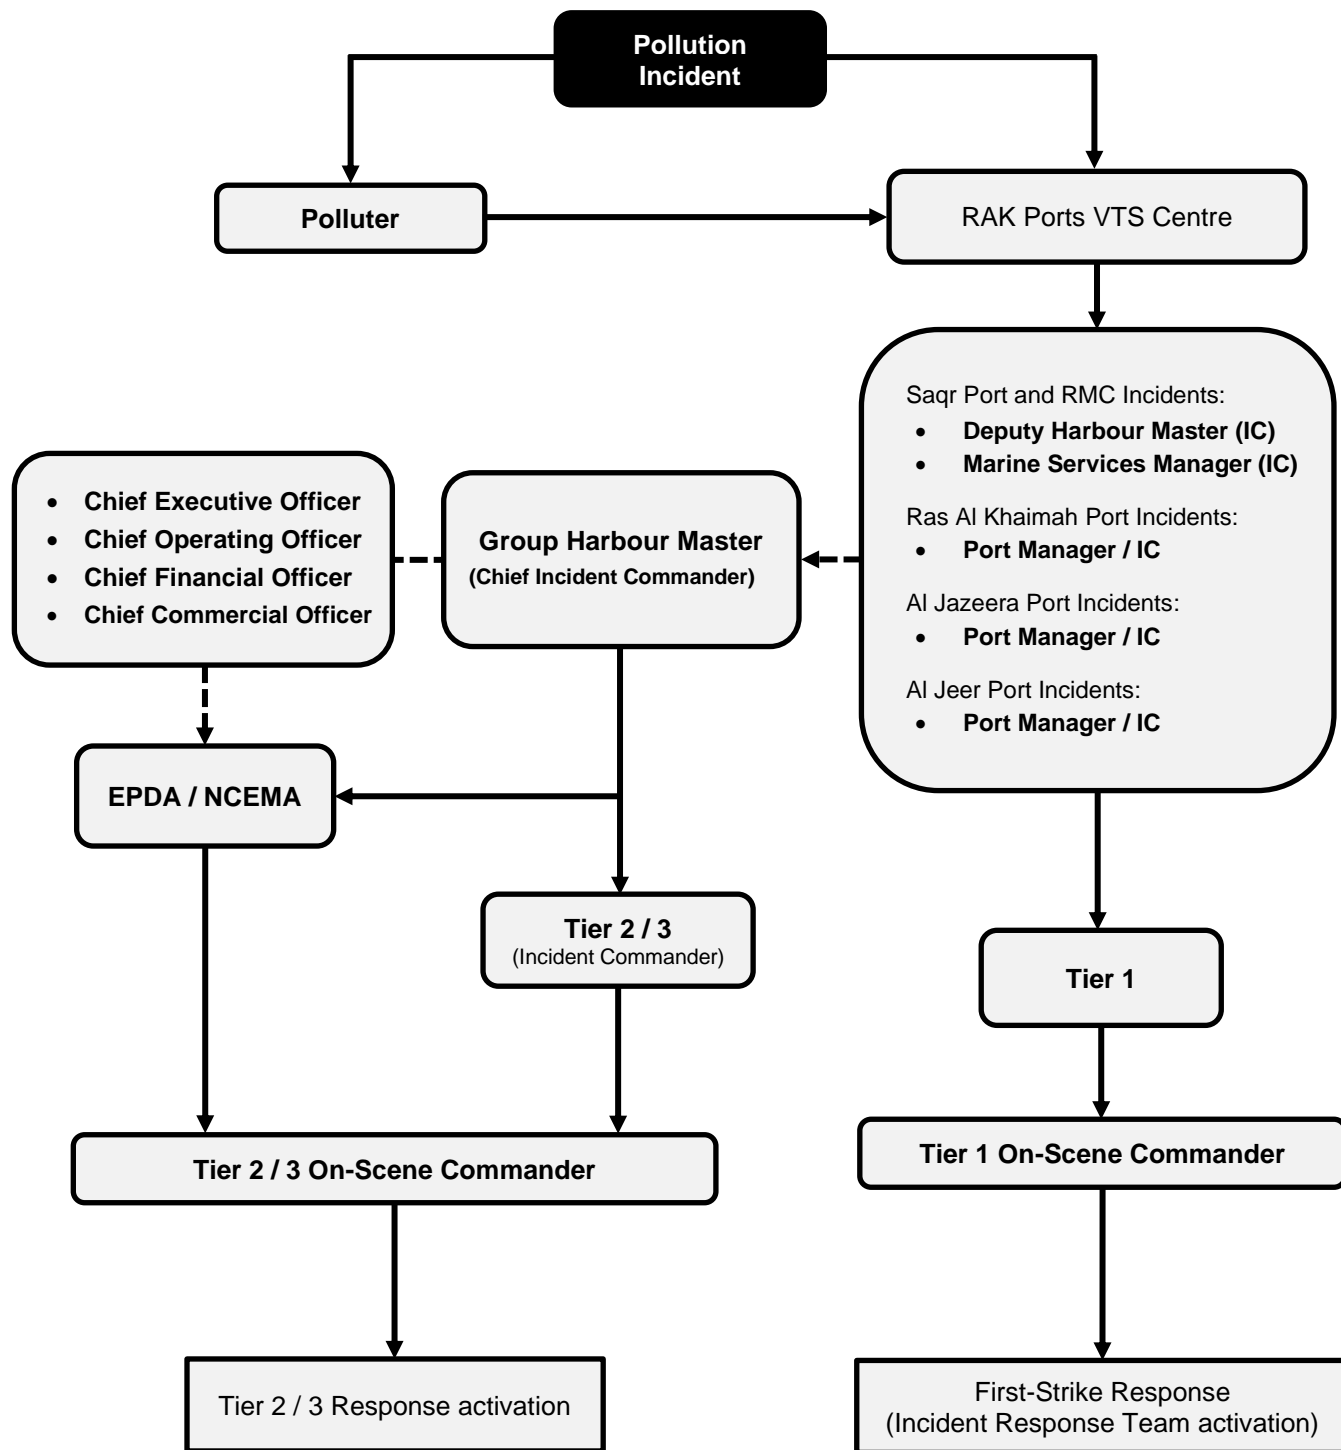 Pollution
Incident
Polluter
RAK Ports VTS Centre
Saqr Port and RMC Incidents:
• Deputy Harbour Master (IC)
• Marine Services Manager (IC)
Ras Al Khaimah Port Incidents:
• Port Manager / IC
Al Jazeera Port Incidents:
• Port Manager / IC
Al Jeer Port Incidents:
• Port Manager / IC
• Chief Executive Officer
• Chief Operating Officer
• Chief Financial Officer
• Chief Commercial Officer
Group Harbour Master
(Chief Incident Commander)
EPDA / NCEMA
Tier 2 / 3
(Incident Commander)
Tier 1
Tier 2 / 3 On-Scene Commander
Tier 1 On-Scene Commander
Tier 2 / 3 Response activation
First-Strike Response
(Incident Response Team activation)